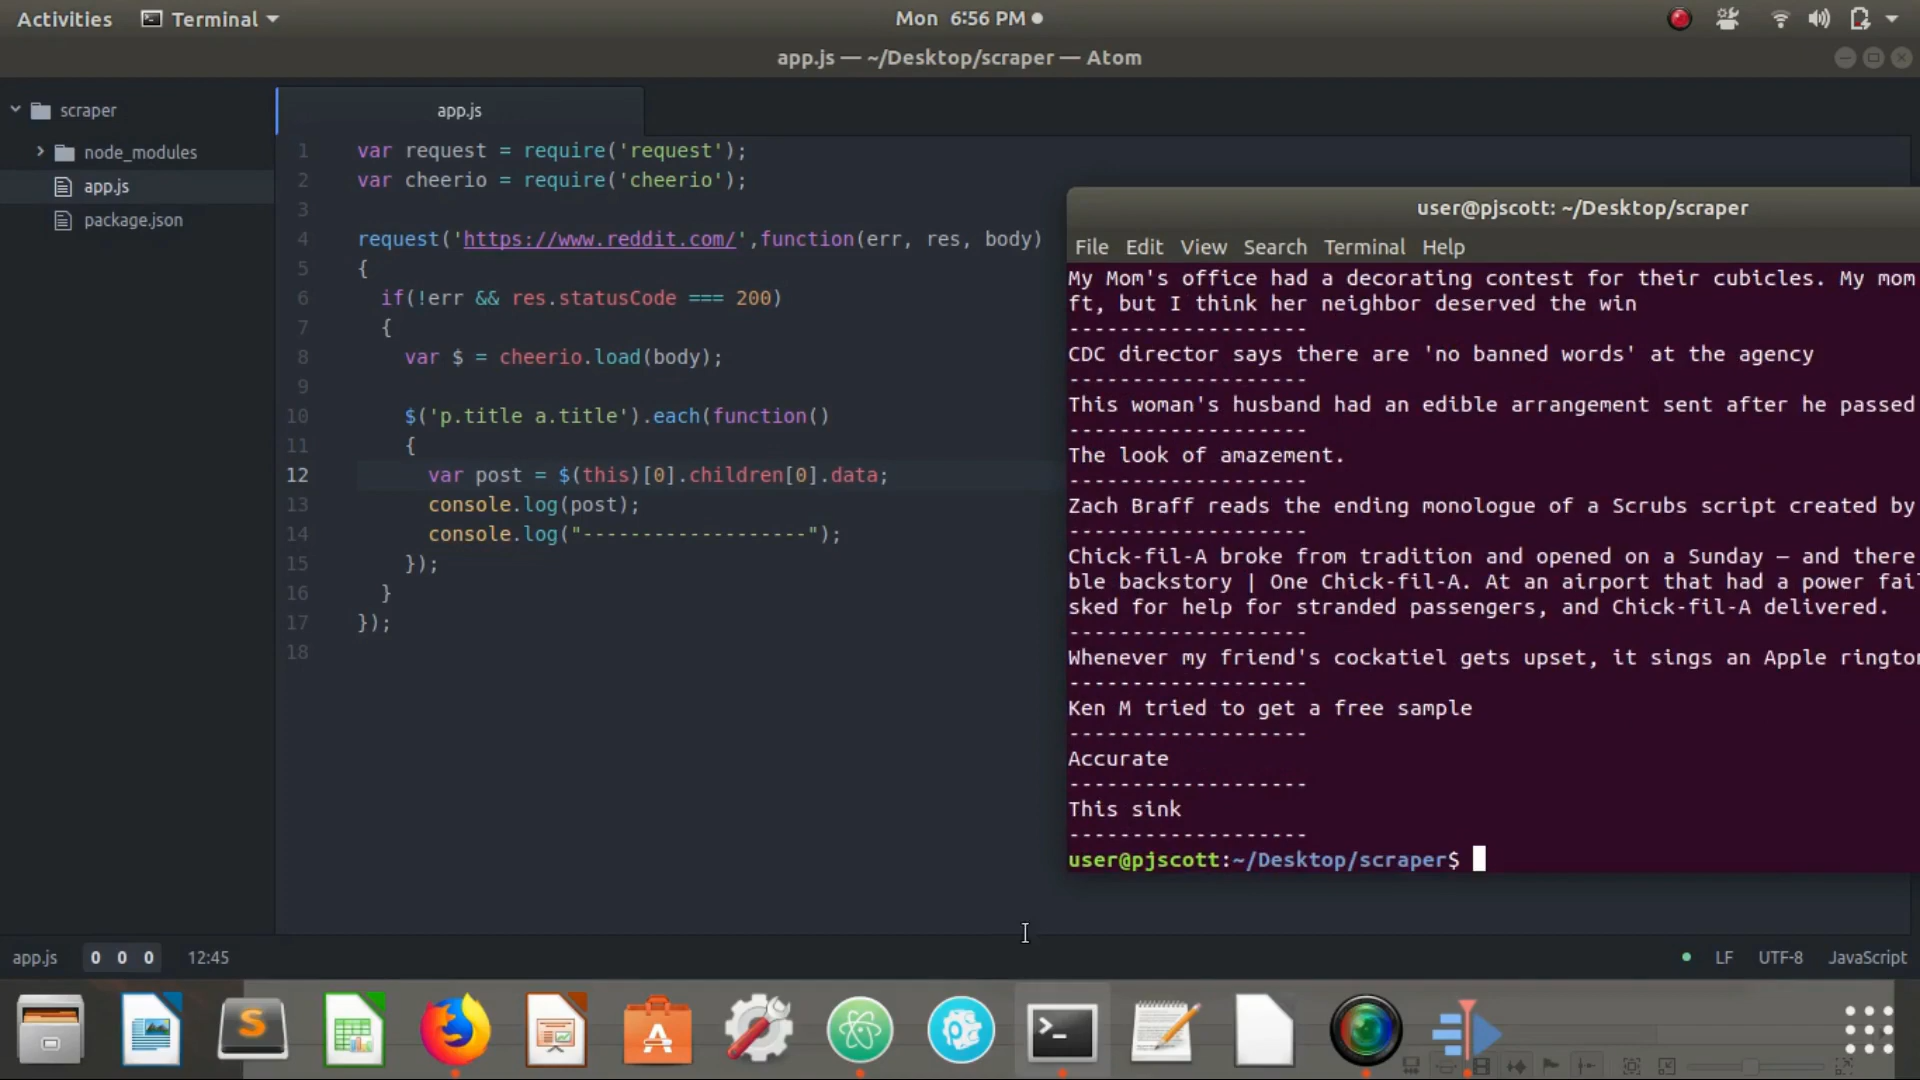 Activities
Terminal
Mon 6:56 PM
app.js — ~/Desktop/scraper — Atom
scraper
node_modules
app.js
package.json
app.js
1 var request = require('request');
2 var cheerio = require('cheerio');
3
4 request('https://www.reddit.com/',function(err, res, body)
5 {
6 if(!err && res.statusCode === 200)
7 {
8 var $ = cheerio.load(body);
9
10 $('p.title a.title').each(function()
11 {
12 var post = $(this)[0].children[0].data;
13 console.log(post);
14 console.log("-------------------");
15 });
16 }
17 });
18
user@pjscott: ~/Desktop/scraper
File Edit View Search Terminal Help
My Mom's office had a decorating contest for their cubicles. My mom
ft, but I think her neighbor deserved the win
-------------------
CDC director says there are 'no banned words' at the agency
-------------------
This woman's husband had an edible arrangement sent after he passed
-------------------
The look of amazement.
-------------------
Zach Braff reads the ending monologue of a Scrubs script created by
-------------------
Chick-fil-A broke from tradition and opened on a Sunday — and there
ble backstory | One Chick-fil-A. At an airport that had a power fail
sked for help for stranded passengers, and Chick-fil-A delivered.
-------------------
Whenever my friend's cockatiel gets upset, it sings an Apple ringto
-------------------
Ken M tried to get a free sample
-------------------
Accurate
-------------------
This sink
-------------------
user@pjscott:~/Desktop/scraper$
app.js 0 0 0 12:45
LF UTF-8 JavaScript